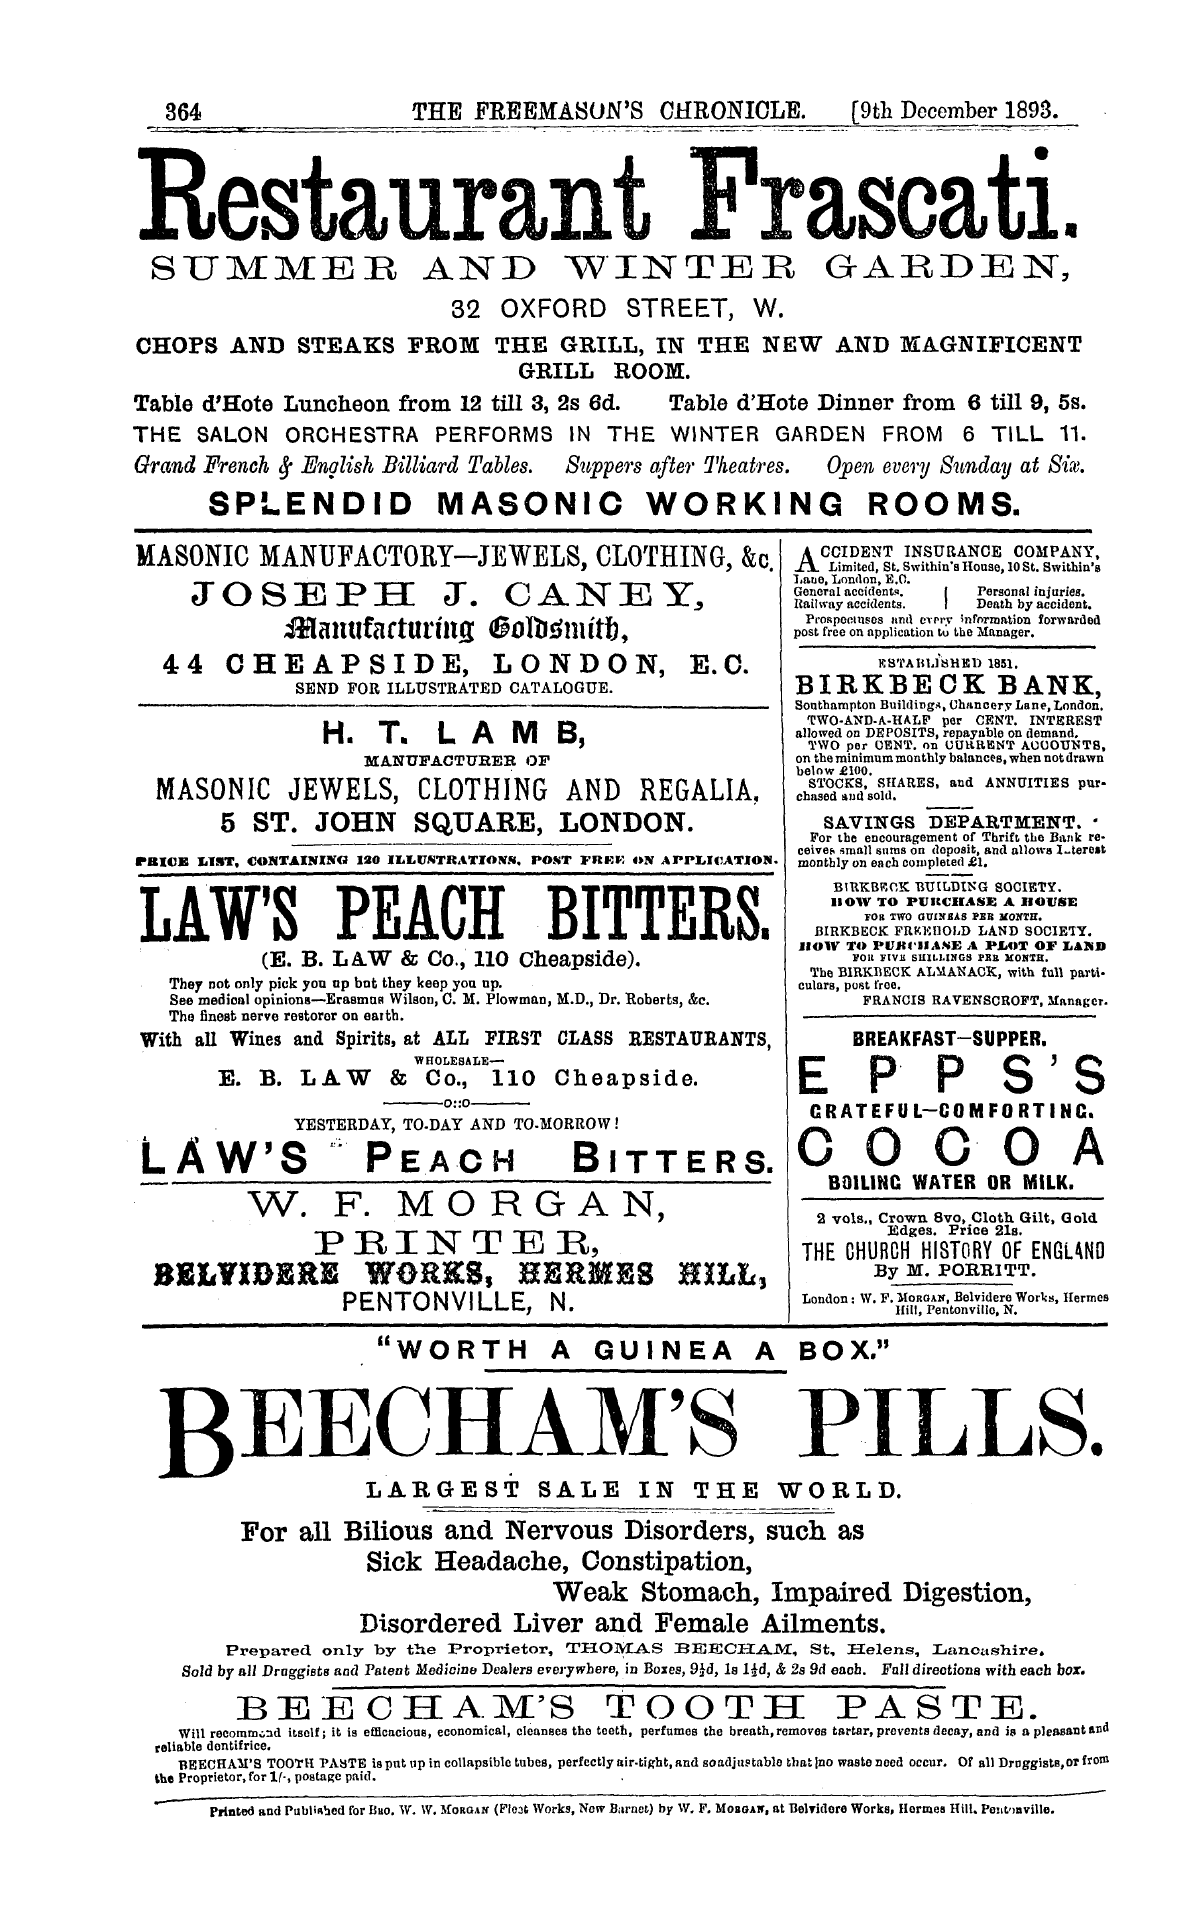 364 THE FREEMASON'S CHRONICLE. [9th December 1893.
Restaurant Frascati.
SUMMER AND WINTER GARDEN,
32 OXFORD STREET, W.
CHOPS AND STEAKS FROM THE GRILL, IN THE NEW AND MAGNIFICENT
GRILL ROOM.
Table d'Hote Luncheon from 12 till 3, 2s 6d. Table d'Hote Dinner from 6 till 9, 5s.
THE SALON ORCHESTRA PERFORMS IN THE WINTER GARDEN FROM 6 TILL 11.
Grand French & English Billiard Tables. Suppers after Theatres. Open every Sunday at Six.
SPLENDID MASONIC WORKING ROOMS.
MASONIC MANUFACTORY—JEWELS, CLOTHING, &c.
JOSEPH J. CANEY,
Manufacturing Goldsmith,
44 CHEAPSIDE, LONDON, E.C.
SEND FOR ILLUSTRATED CATALOGUE.
H. T. LAMB,
MANUFACTURER OF
MASONIC JEWELS, CLOTHING AND REGALIA,
5 ST. JOHN SQUARE, LONDON.
PRICE LIST, CONTAINING 120 ILLUSTRATIONS, POST FREE ON APPLICATION.
LAW'S PEACH BITTERS.
(E. B. LAW & Co., 110 Cheapside).
They not only pick you up but they keep you up.
See medical opinions—Erasmus Wilson, C. M. Plowman, M.D., Dr. Roberts, &c.
The finest nerve restorer on earth.
With all Wines and Spirits, at ALL FIRST CLASS RESTAURANTS,
WHOLESALE—
E. B. LAW & Co., 110 Cheapside.
o::o
YESTERDAY, TO-DAY AND TO-MORROW!
LAW'S PEACH BITTERS.
W. F. MORGAN,
PRINTER,
BELVIDERE WORKS, HERMES HILL,
PENTONVILLE, N.
ACCIDENT INSURANCE COMPANY,
Limited, St. Swithin's House, 10 St. Swithin's
Lane, London, E.C.
General accidents. | Personal injuries.
Railway accidents. | Death by accident.
Prospectuses and every information forwarded
post free on application to the Manager.
ESTABLISHED 1851.
BIRKBECK BANK,
Southampton Buildings, Chancery Lane, London.
TWO-AND-A-HALF per CENT. INTEREST
allowed on DEPOSITS, repayable on demand.
TWO per CENT. on CURRENT ACCOUNTS,
on the minimum monthly balances, when not drawn
below £100.
STOCKS, SHARES, and ANNUITIES pur-
chased and sold.
SAVINGS DEPARTMENT.
For the encouragement of Thrift the Bank re-
ceives small sums on deposit, and allows Interest
monthly on each completed £1.
BIRKBECK BUILDING SOCIETY.
HOW TO PURCHASE A HOUSE
FOR TWO GUINEAS PER MONTH.
BIRKBECK FREEHOLD LAND SOCIETY.
HOW TO PURCHASE A PLOT OF LAND
FOR FIVE SHILLINGS PER MONTH.
The BIRKBECK ALMANACK, with full parti-
culars, post free.
FRANCIS RAVENSCROFT, Manager.
BREAKFAST—SUPPER.
EPPS'S
GRATEFUL—COMFORTING.
COCOA
BOILING WATER OR MILK.
2 vols., Crown 8vo, Cloth Gilt, Gold
Edges. Price 21s.
THE CHURCH HISTORY OF ENGLAND
By M. PORRITT.
London: W. F. MORGAN, Belvidere Works, Hermes
Hill, Pentonville, N.
"WORTH A GUINEA A BOX."
BEECHAM'S PILLS.
LARGEST SALE IN THE WORLD.
For all Bilious and Nervous Disorders, such as
Sick Headache, Constipation,
Weak Stomach, Impaired Digestion,
Disordered Liver and Female Ailments.
Prepared only by the Proprietor, THOMAS BEECHAM, St. Helens, Lancashire.
Sold by all Druggists and Patent Medicine Dealers everywhere, in Boxes, 9½d, 1s 1½d, & 2s 9d each. Full directions with each box.
BEECHAM'S TOOTH PASTE.
Will recommend itself; it is efficacious, economical, cleanses the teeth, perfumes the breath, removes tartar, prevents decay, and is a pleasant and
reliable dentifrice.
BEECHAM'S TOOTH PASTE is put up in collapsible tubes, perfectly air-tight, and so adjustable that no waste need occur. Of all Druggists, or from
the Proprietor, for 1/-, postage paid.
Printed and Published for Bro. W. W. MORGAN (Fleet Works, New Barnet) by W. F. MORGAN, at Belvidere Works, Hermes Hill, Pentonville.